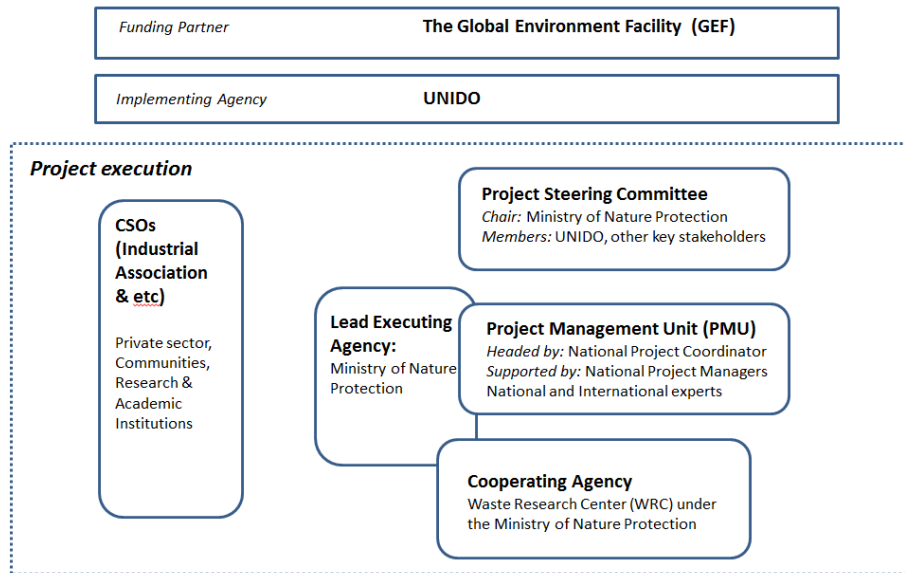 Funding Partner The Global Environment Facility (GEF)
Implementing Agency UNIDO
Project execution
CSOs
(Industrial
Association
& etc)
Private sector,
Communities,
Research &
Academic
Institutions
Lead Executing
Agency:
Ministry of Nature
Protection
Project Steering Committee
Chair: Ministry of Nature Protection
Members: UNIDO, other key stakeholders
Project Management Unit (PMU)
Headed by: National Project Coordinator
Supported by: National Project Managers
National and International experts
Cooperating Agency
Waste Research Center (WRC) under
the Ministry of Nature Protection